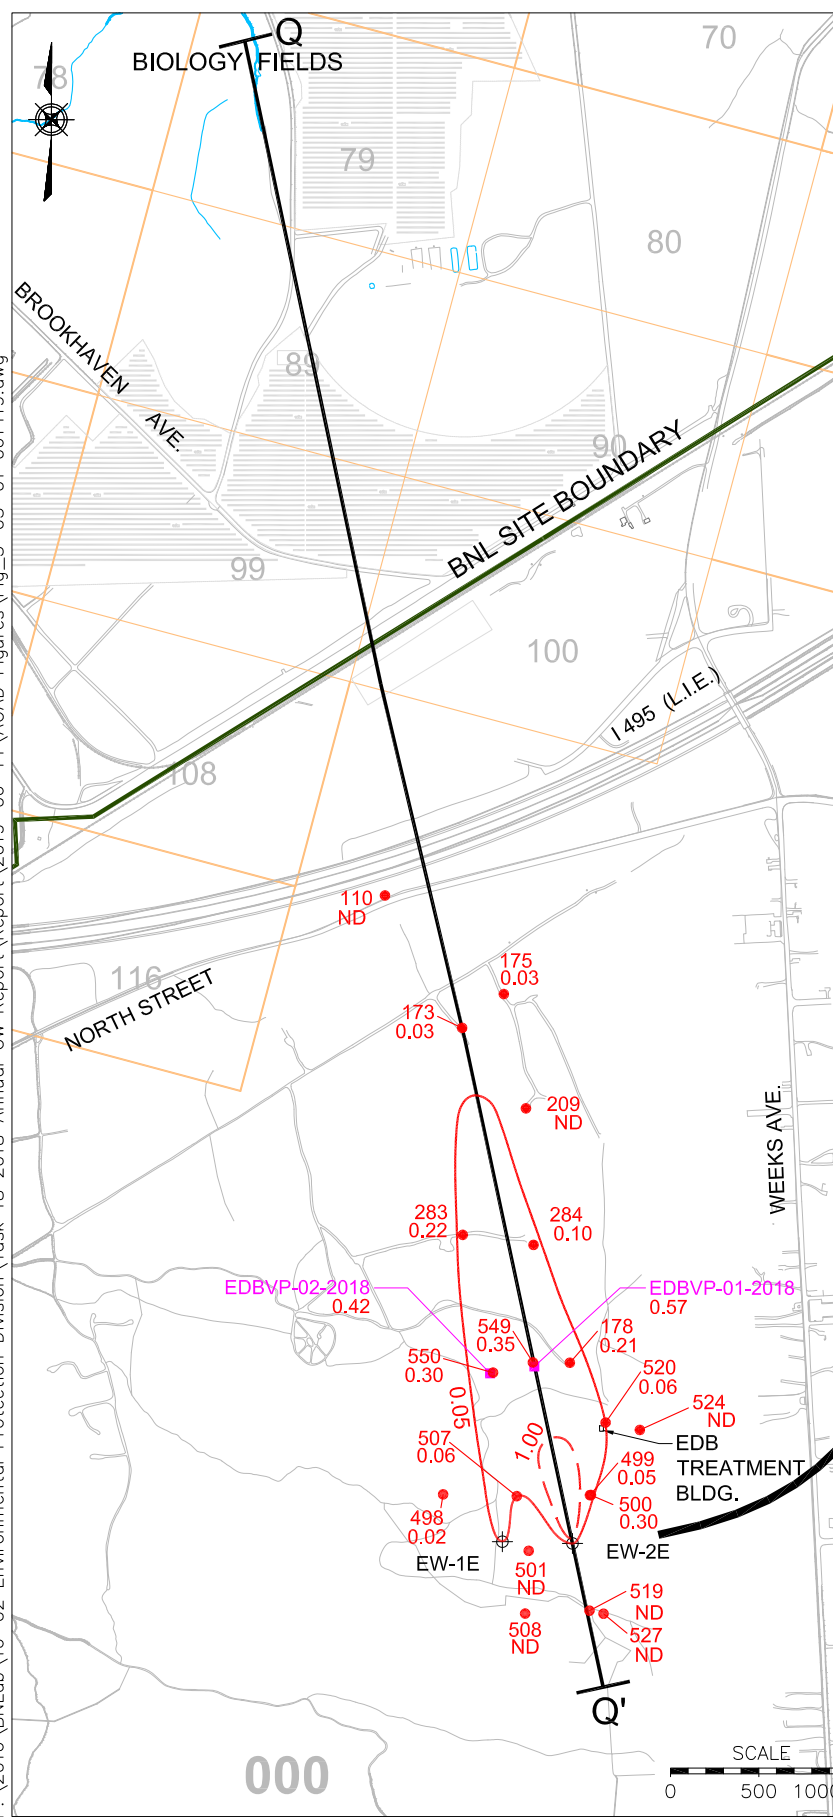 Q
BIOLOGY FIELDS
70
78
79
80
BROOKHAVEN
AVE.
89
90
BNL SITE BOUNDARY
99
100
I 495 (L.I.E.)
108
110
ND
116
NORTH STREET
175
0.03
173
0.03
209
ND
WEEKS AVE.
283
0.22
284
0.10
EDBVP-02-2018
0.42
EDBVP-01-2018
0.57
549
0.35
178
0.21
550
0.30
520
0.06
0.05
524
ND
507
0.06
1.00
EDB
TREATMENT
BLDG.
499
0.05
500
0.30
498
0.02
EW-1E
EW-2E
501
ND
519
ND
508
ND
527
ND
Q'
000
SCALE
0 500 1000